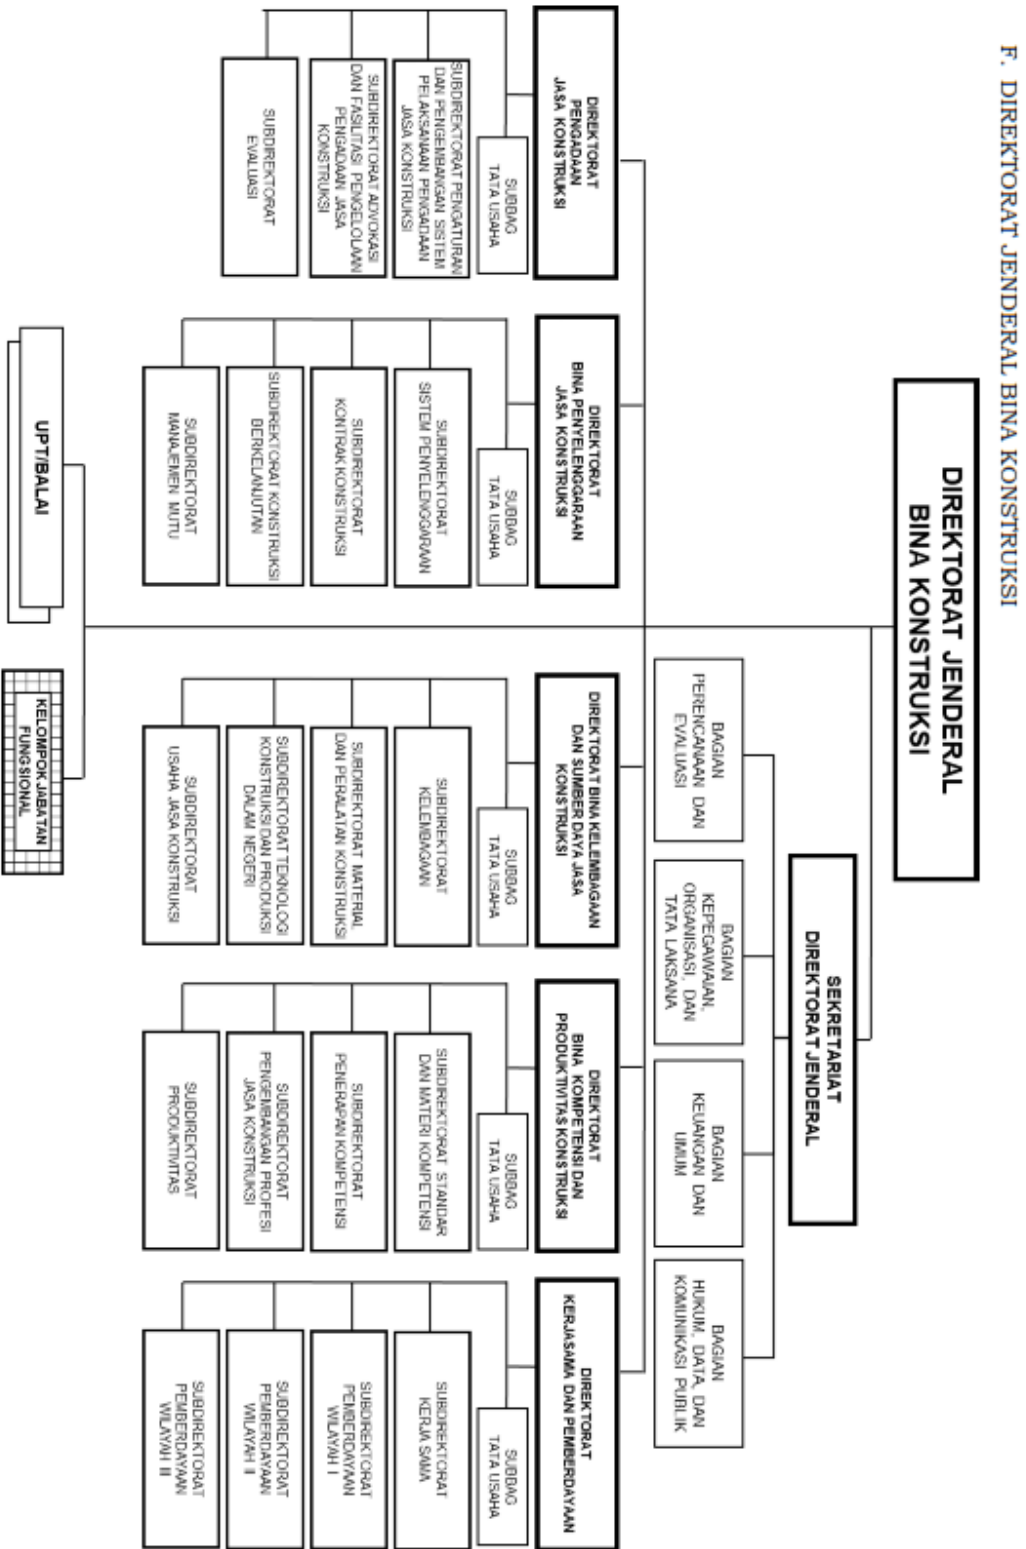 F. DIREKTORAT JENDERAL BINA KONSTRUKSI
DIREKTORAT JENDERAL
BINA KONSTRUKSI
SEKRETARIAT
DIREKTORAT JENDERAL
BAGIAN
PERENCANAAN DAN
EVALUASI
BAGIAN
KEPEGAWAIAN,
ORGANISASI, DAN
TATA LAKSANA
BAGIAN
KEUANGAN DAN
UMUM
BAGIAN
HUKUM, DATA, DAN
KOMUNIKASI PUBLIK
DIREKTORAT
PENGADAAN
JASA KONSTRUKSI
SUBBAG
TATA USAHA
SUBDIREKTORAT PENGATURAN
DAN PENGEMBANGAN SISTEM
PELAKSANAAN PENGADAAN
JASA KONSTRUKSI
SUBDIREKTORAT ADVOKASI
DAN FASILITASI PENGELOLAAN
PENGADAAN JASA
KONSTRUKSI
SUBDIREKTORAT
EVALUASI
DIREKTORAT
BINA PENYELENGGARAAN
JASA KONSTRUKSI
SUBBAG
TATA USAHA
SUBDIREKTORAT
SISTEM PENYELENGGARAAN
SUBDIREKTORAT
KONTRAK KONSTRUKSI
SUBDIREKTORAT KONSTRUKSI
BERKELANJUTAN
SUBDIREKTORAT
MANAJEMEN MUTU
DIREKTORAT BINA KELEMBAGAAN
DAN SUMBER DAYA JASA
KONSTRUKSI
SUBBAG
TATA USAHA
SUBDIREKTORAT
KELEMBAGAAN
SUBDIREKTORAT MATERIAL
DAN PERALATAN KONSTRUKSI
SUBDIREKTORAT TEKNOLOGI
KONSTRUKSI DAN PRODUKSI
DALAM NEGERI
SUBDIREKTORAT
USAHA JASA KONSTRUKSI
DIREKTORAT
BINA KOMPETENSI DAN
PRODUKTIVITAS KONSTRUKSI
SUBBAG
TATA USAHA
SUBDIREKTORAT STANDAR
DAN MATERI KOMPETENSI
SUBDIREKTORAT
PENERAPAN KOMPETENSI
SUBDIREKTORAT
PENGEMBANGAN PROFESI
JASA KONSTRUKSI
SUBDIREKTORAT
PRODUKTIVITAS
DIREKTORAT
KERJASAMA DAN PEMBERDAYAAN
SUBBAG
TATA USAHA
SUBDIREKTORAT
KERJA SAMA
SUBDIREKTORAT
PEMBERDAYAAN
WILAYAH I
SUBDIREKTORAT
PEMBERDAYAAN
WILAYAH II
SUBDIREKTORAT
PEMBERDAYAAN
WILAYAH III
UPT/BALAI
KELOMPOK JABATAN
FUNGSIONAL